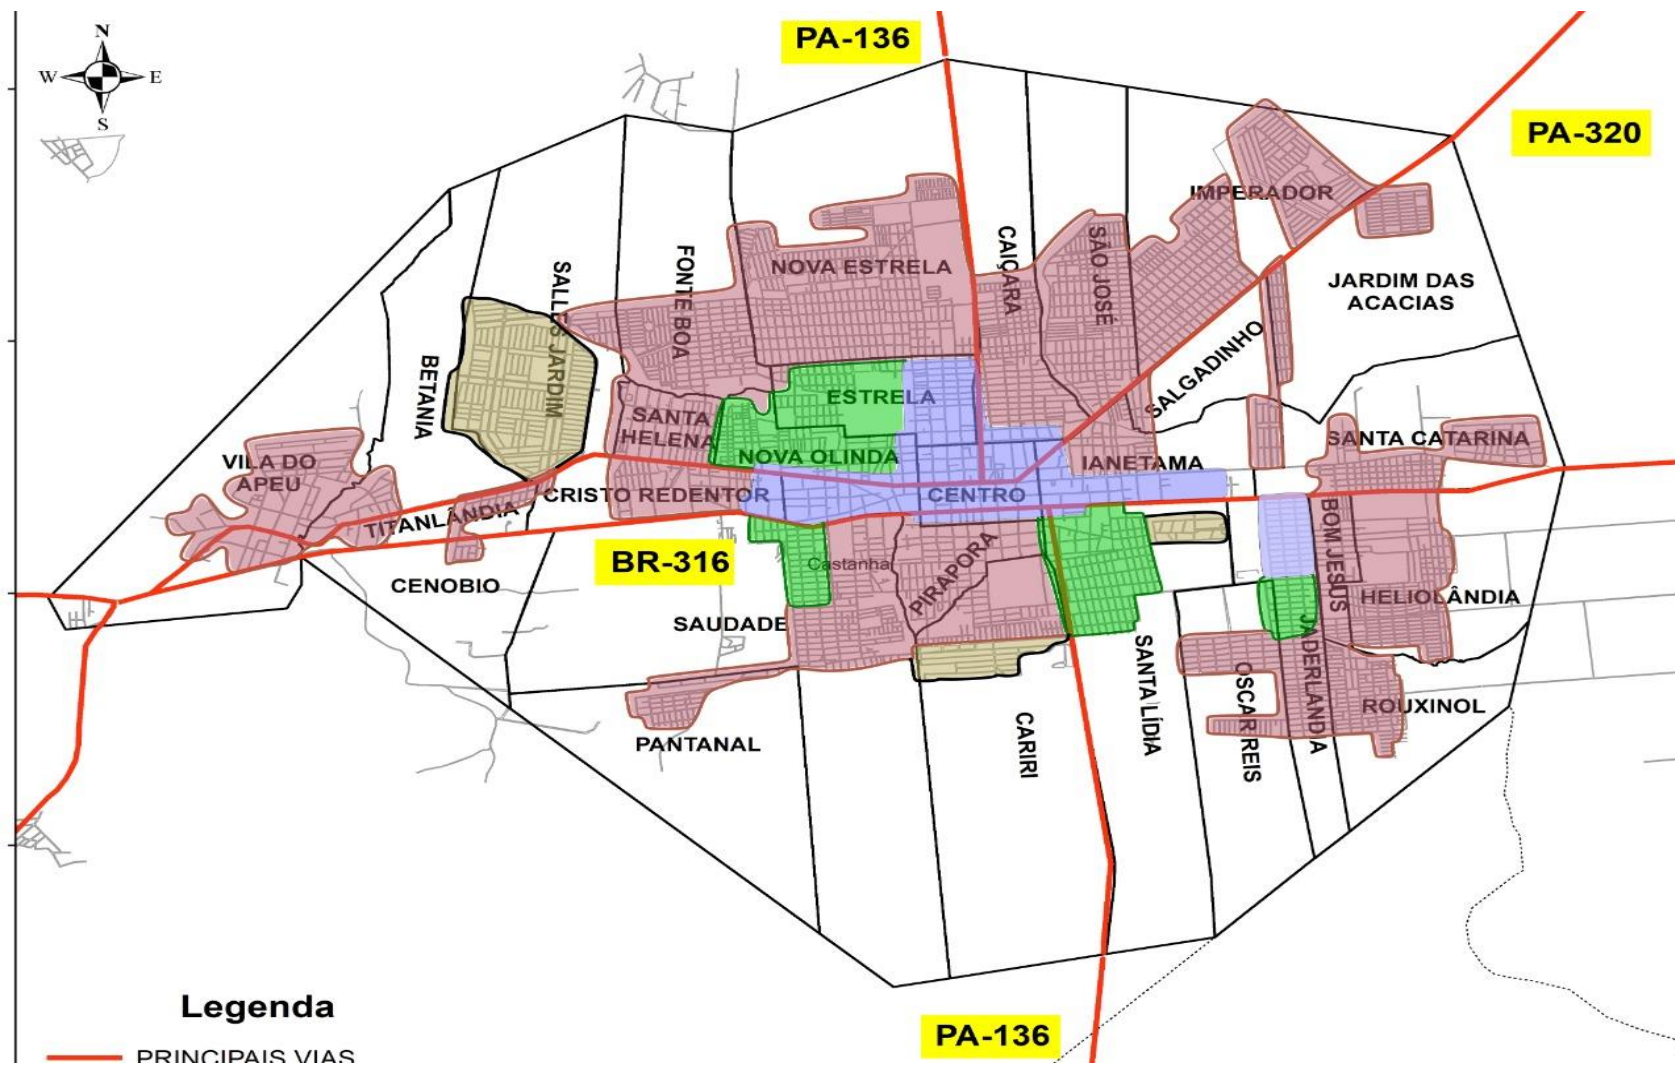 PA-136
N
W E
S
PA-320
IMPERADOR
CAIÇARA
SÃO JOSÉ
FONTE BOA
NOVA ESTRELA
SALLES JARDIM
JARDIM DAS
ACACIAS
BETANIA
SALGADINHO
ESTRELA
SANTA
HELENA
SANTA CATARINA
VILA DO
APEU
NOVA OLINDA
IANETAMA
CRISTO REDENTOR
CENTRO
TITANLÂNDIA
BOM JESUS
BR-316
Castanha
PIRAPORA
CENOBIO
HELIOLÂNDIA
SAUDADE
JADERLANDIA
SANTA LÍDIA
OSCAR REIS
ROUXINOL
PANTANAL
CARIRI
Legenda
PA-136
PRINCIPAIS VIAS